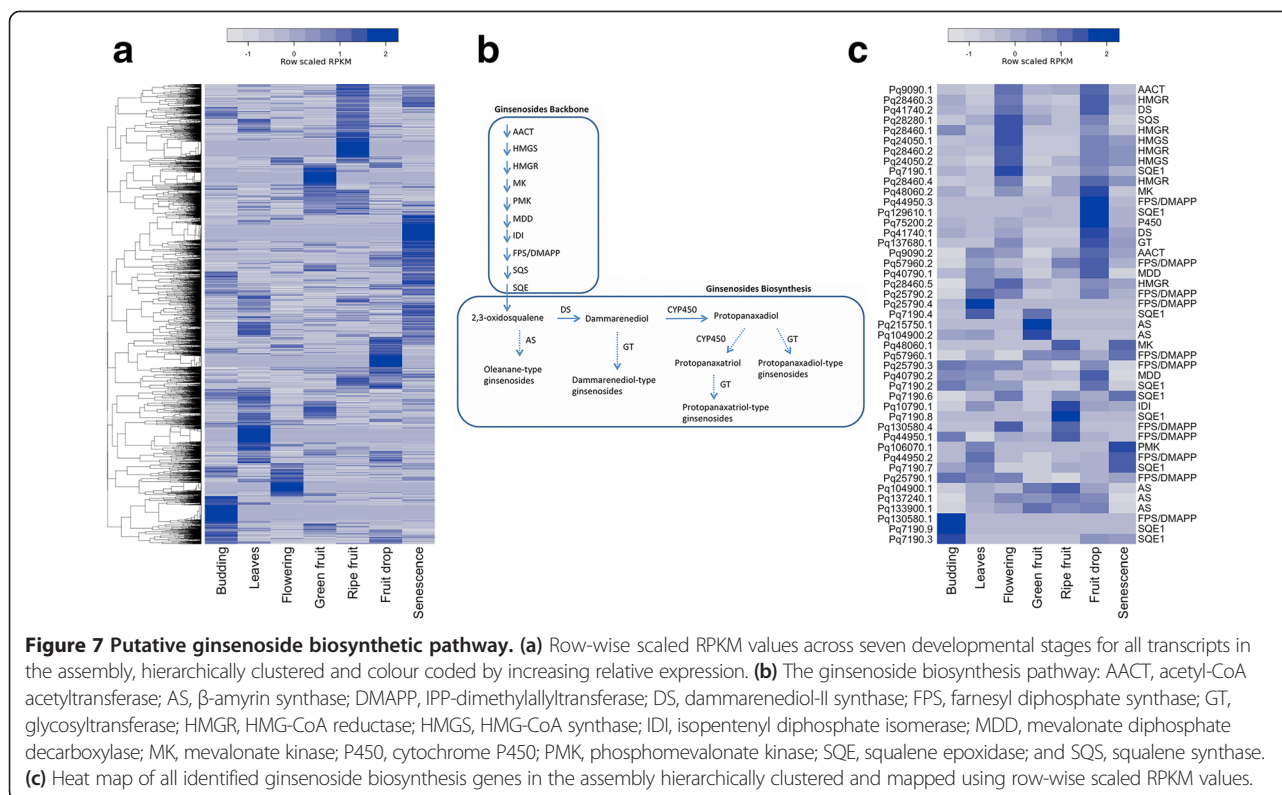 a
-1 0 1 2
Row scaled RPKM
Budding
Leaves
Flowering
Green fruit
Ripe fruit
Fruit drop
Senescence
b
Ginsenosides Backbone
AACT
HMGS
HMGR
MK
PMK
MDD
IDI
FPS/DMAPP
SQS
SQE
Ginsenosides Biosynthesis
2,3-oxidosqualene DS Dammarenediol CYP450 Protopanaxadiol
AS GT CYP450 GT
Oleanane-type ginsenosides
Dammarenediol-type ginsenosides
Protopanaxatriol
Protopanaxadiol-type ginsenosides
GT
Protopanaxatriol-type ginsenosides
c
-1 0 1 2
Row scaled RPKM
Pq9090.1 AACT
Pq28460.3 HMGR
Pq41740.2 DS
Pq28280.1 SQS
Pq28460.1 HMGR
Pq24050.1 HMGS
Pq28460.2 HMGR
Pq24050.2 HMGS
Pq7190.1 SQE1
Pq28460.4 HMGR
Pq48060.2 MK
Pq44950.3 FPS/DMAPP
Pq129610.1 SQE1
Pq75200.2 P450
Pq41740.1 DS
Pq137680.1 GT
Pq9090.2 AACT
Pq57960.2 FPS/DMAPP
Pq40790.1 MDD
Pq28460.5 HMGR
Pq25790.2 FPS/DMAPP
Pq25790.4 FPS/DMAPP
Pq7190.4 SQE1
Pq215750.1 AS
Pq104900.2 AS
Pq48060.1 MK
Pq57960.1 FPS/DMAPP
Pq25790.3 FPS/DMAPP
Pq40790.2 MDD
Pq7190.2 SQE1
Pq7190.6 SQE1
Pq10790.1 IDI
Pq7190.8 SQE1
Pq130580.4 FPS/DMAPP
Pq44950.1 FPS/DMAPP
Pq106070.1 PMK
Pq44950.2 FPS/DMAPP
Pq7190.7 SQE1
Pq25790.1 FPS/DMAPP
Pq104900.1 AS
Pq137240.1 AS
Pq133900.1 AS
Pq130580.1 FPS/DMAPP
Pq7190.9 SQE1
Pq7190.3 SQE1
Budding
Leaves
Flowering
Green fruit
Ripe fruit
Fruit drop
Senescence
Figure 7 Putative ginsenoside biosynthetic pathway. (a) Row-wise scaled RPKM values across seven developmental stages for all transcripts in
the assembly, hierarchically clustered and colour coded by increasing relative expression. (b) The ginsenoside biosynthesis pathway: AACT, acetyl-CoA
acetyltransferase; AS, β-amyrin synthase; DMAPP, IPP-dimethylallyltransferase; DS, dammarenediol-II synthase; FPS, farnesyl diphosphate synthase; GT,
glycosyltransferase; HMGR, HMG-CoA reductase; HMGS, HMG-CoA synthase; IDI, isopentenyl diphosphate isomerase; MDD, mevalonate diphosphate
decarboxylase; MK, mevalonate kinase; P450, cytochrome P450; PMK, phosphomevalonate kinase; SQE, squalene epoxidase; and SQS, squalene synthase.
(c) Heat map of all identified ginsenoside biosynthesis genes in the assembly hierarchically clustered and mapped using row-wise scaled RPKM values.